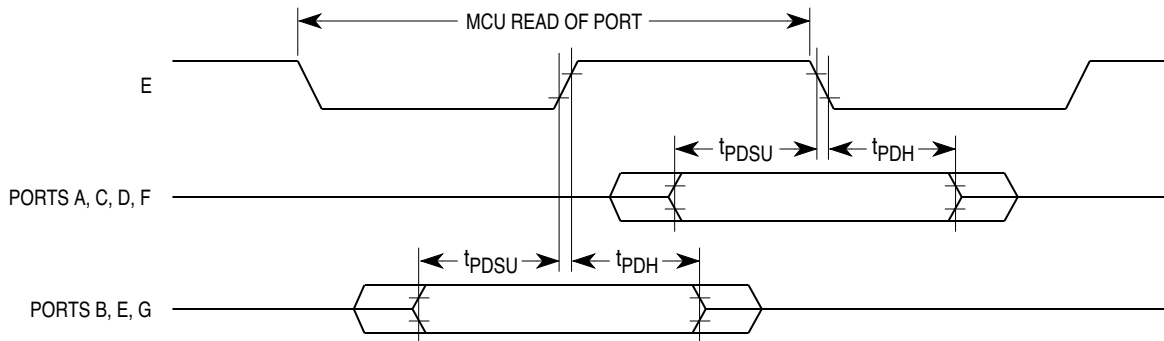 MCU READ OF PORT
E
tPDSU tPDH
PORTS A, C, D, F
tPDSU tPDH
PORTS B, E, G